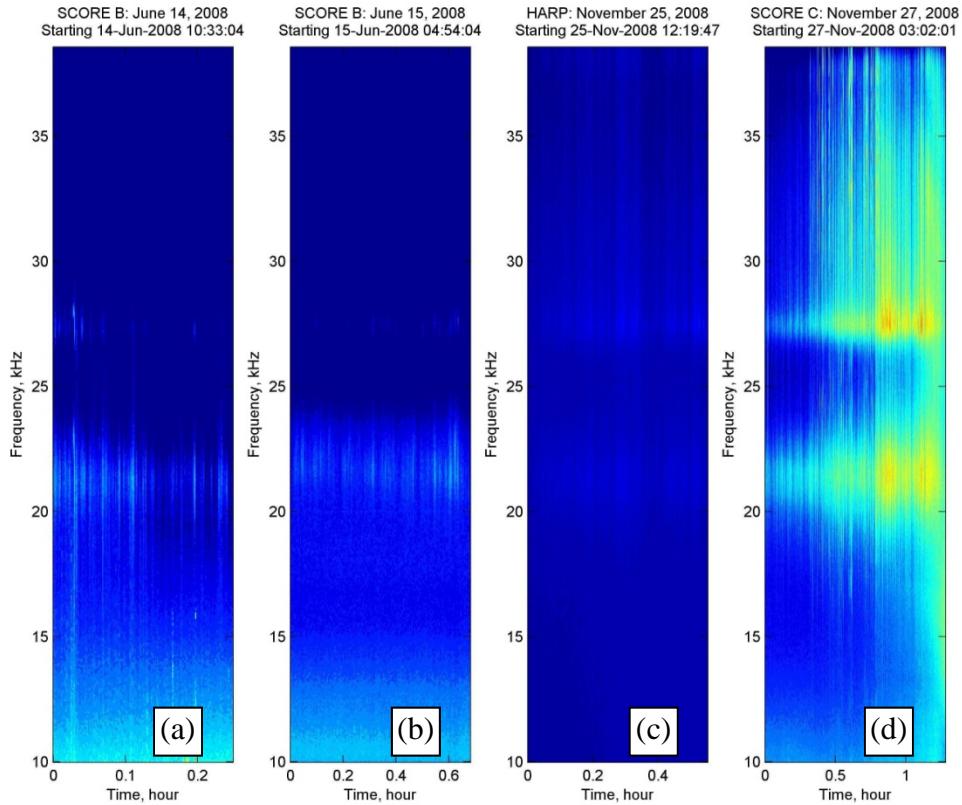 SCORE B: June 14, 2008
Starting 14-Jun-2008 10:33:04
35
30
25
20
15
10
Frequency, kHz
0
0.1
0.2
Time, hour
(a)
SCORE B: June 15, 2008
Starting 15-Jun-2008 04:54:04
35
30
25
20
15
10
Frequency, kHz
0
0.2
0.4
0.6
Time, hour
(b)
HARP: November 25, 2008
Starting 25-Nov-2008 12:19:47
35
30
25
20
15
10
Frequency, kHz
0
0.2
0.4
Time, hour
(c)
SCORE C: November 27, 2008
Starting 27-Nov-2008 03:02:01
35
30
25
20
15
10
Frequency, kHz
0
0.5
1
Time, hour
(d)